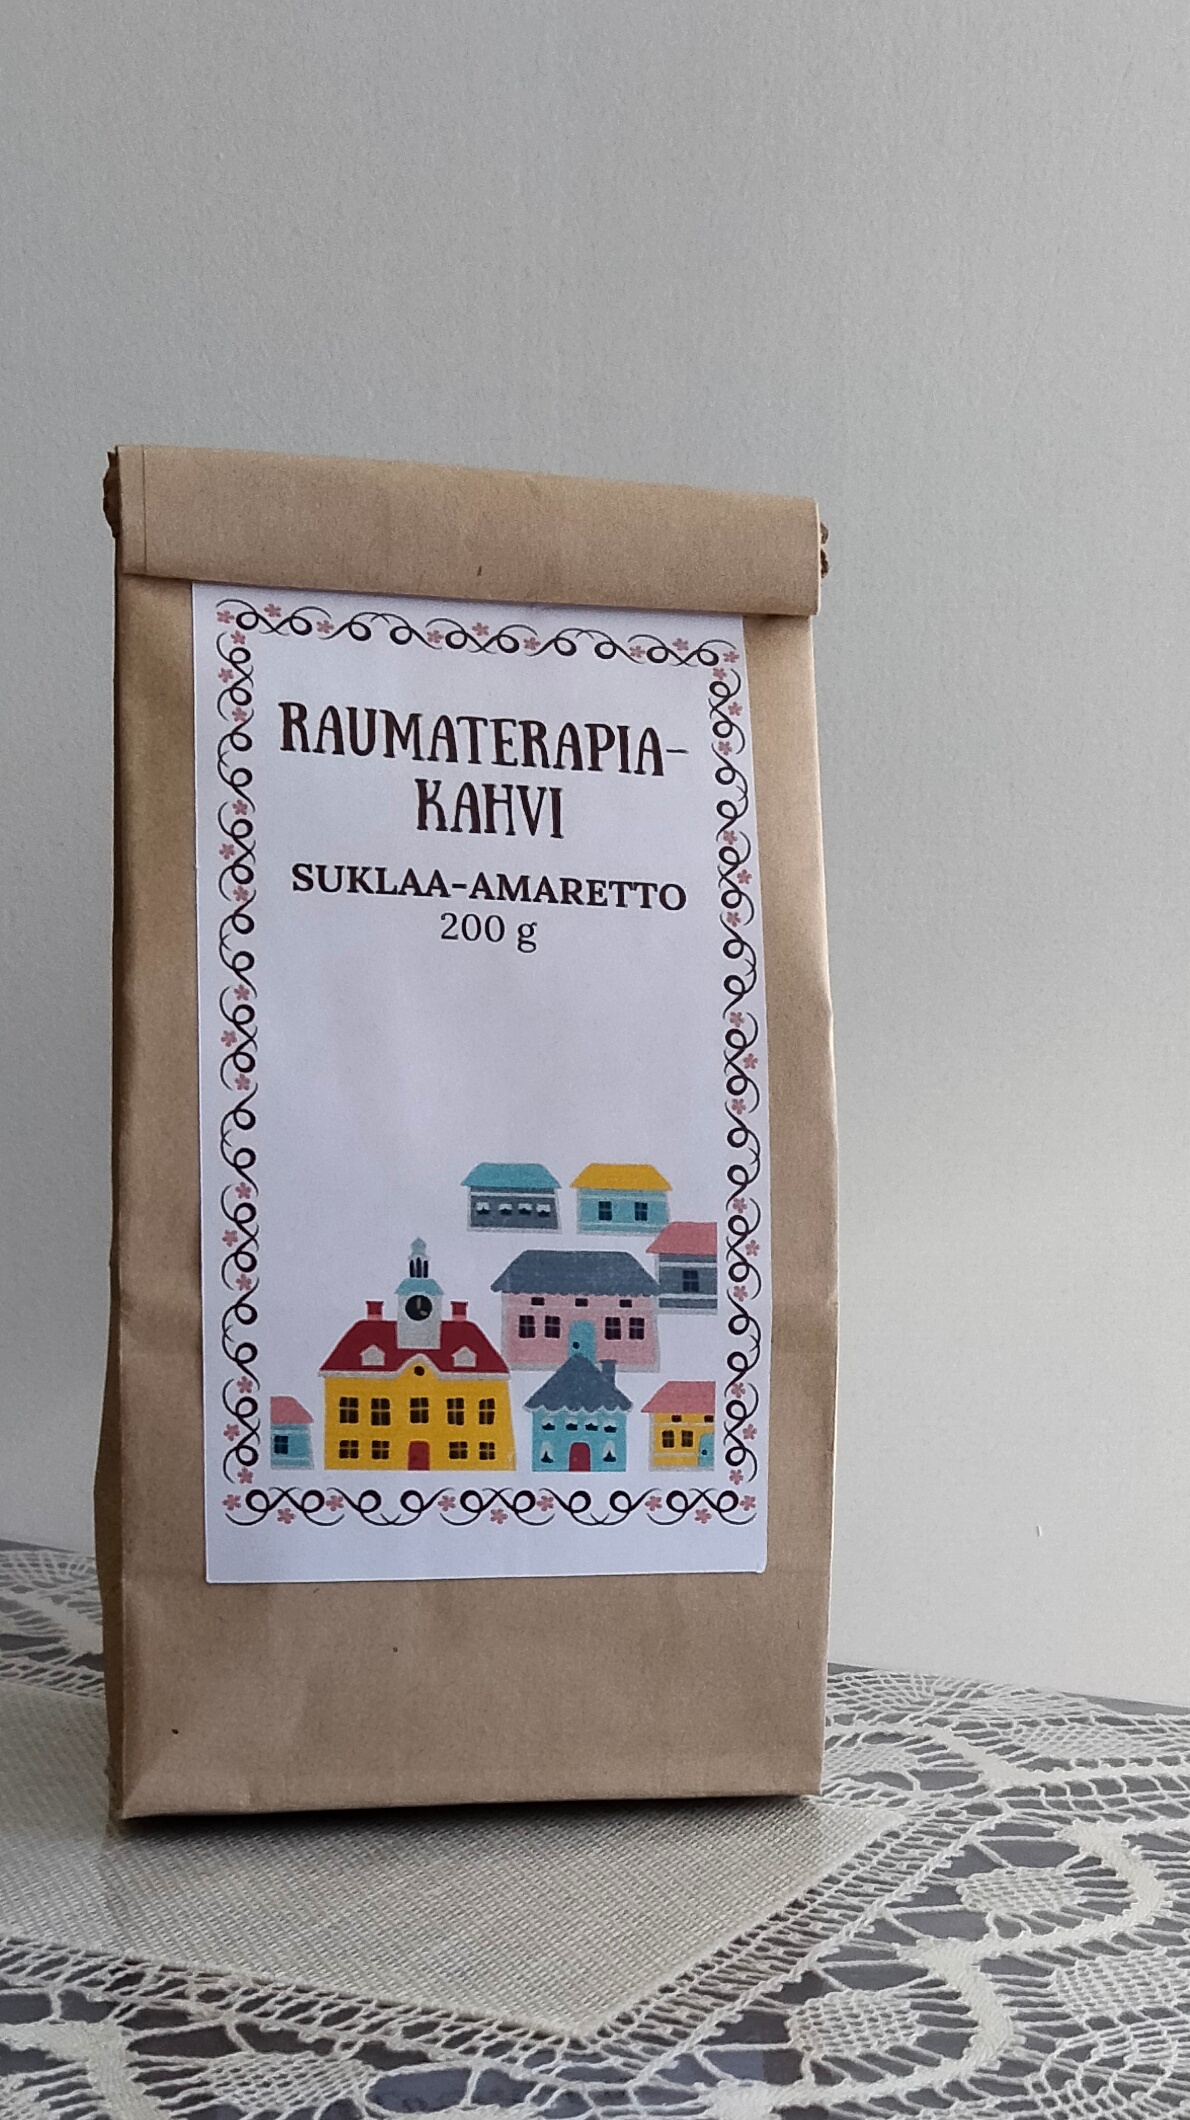 RAUMATERAPIA-
KAHVI
SUKLAA-AMARETTO
200 g